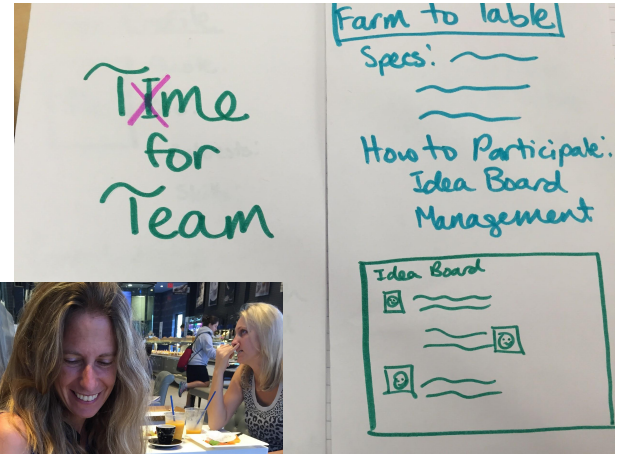 TIme
for
Team
Farm to Table
Specs:
How to Participate:
Idea Board
Management
Idea Board